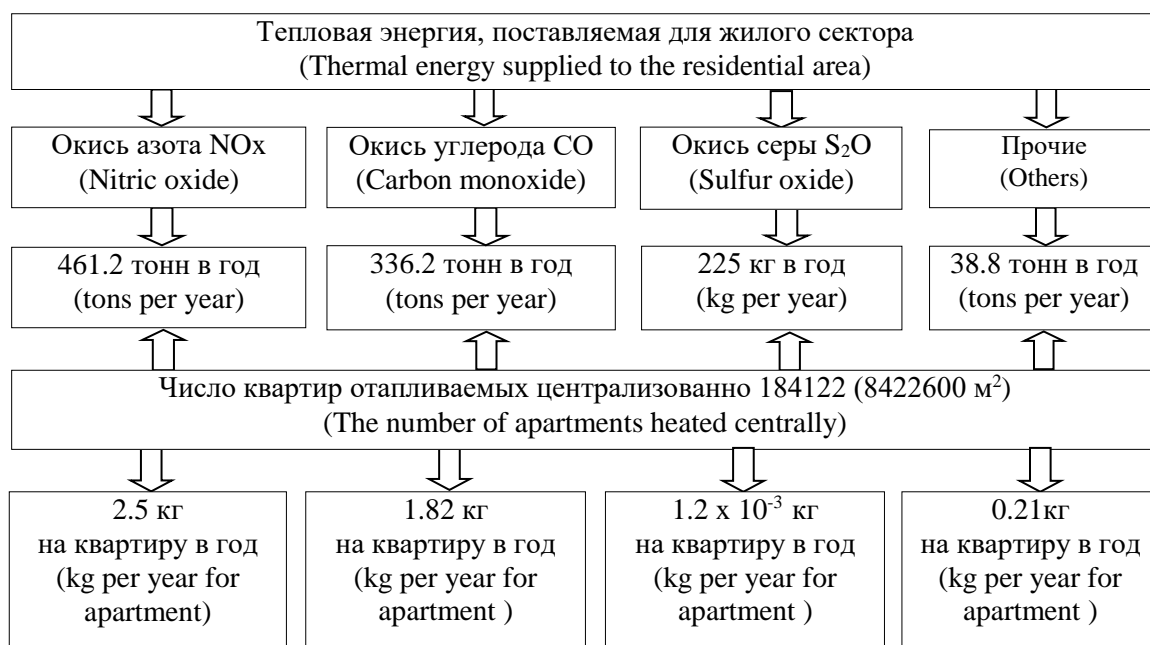 Тепловая энергия, поставляемая для жилого сектора
(Thermal energy supplied to the residential area)
Окись азота NOx
(Nitric oxide)
Окись углерода CO
(Carbon monoxide)
Окись серы S₂O
(Sulfur oxide)
Прочие
(Others)
461.2 тонн в год
(tons per year)
336.2 тонн в год
(tons per year)
225 кг в год
(kg per year)
38.8 тонн в год
(tons per year)
Число квартир отапливаемых централизованно 184122 (8422600 м²)
(The number of apartments heated centrally)
2.5 кг
на квартиру в год
(kg per year for
apartment)
1.82 кг
на квартиру в год
(kg per year for
apartment )
1.2 x 10⁻³ кг
на квартиру в год
(kg per year for
apartment )
0.21кг
на квартиру в год
(kg per year for
apartment )